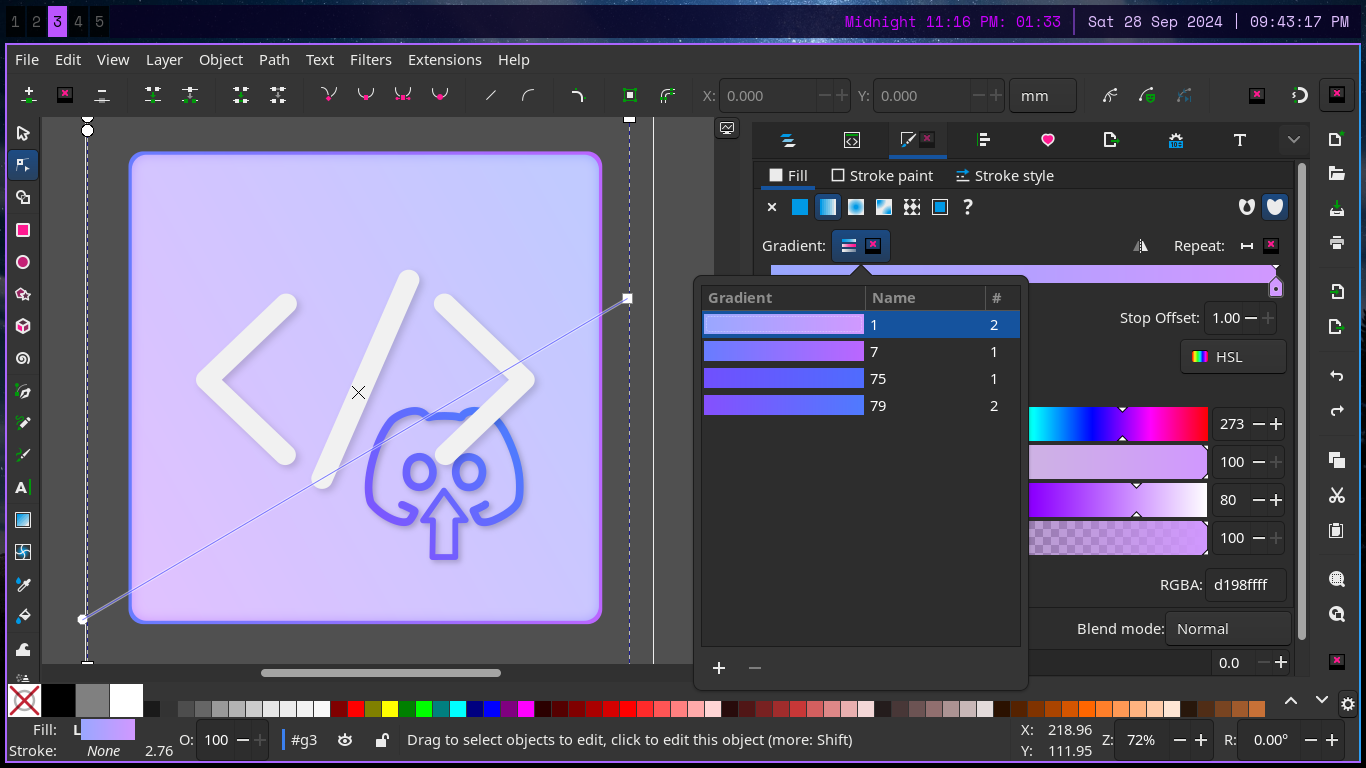 1 2 3 4 5
Midnight 11:16 PM: 01:33 | Sat 28 Sep 2024 | 09:43:17 PM
File Edit View Layer Object Path Text Filters Extensions Help
X: 0.000 Y: 0.000 mm
Fill Stroke paint Stroke style
?
Gradient: Repeat:
Gradient Name #
1 2
7 1
75 1
79 2
Stop Offset: 1.00
HSL
273
100
80
100
RGBA: d198ffff
Blend mode: Normal
0.0
Fill: L
Stroke: None 2.76
O: 100
#g3
Drag to select objects to edit, click to edit this object (more: Shift)
X: 218.96
Y: 111.95
Z: 72%
R: 0.00°